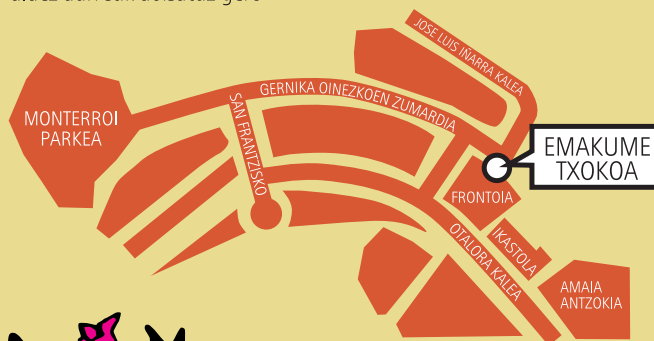 JOSE LUIS IÑARRA KALEA
GERNIKA OINEZKOEN ZUMARDIA
MONTERROI
PARKEA
SAN FRANTZISKO
EMAKUME
TXOKOA
FRONTOIA
IKASTOLA
OTALORA KALEA
AMAIA
ANTZOKIA